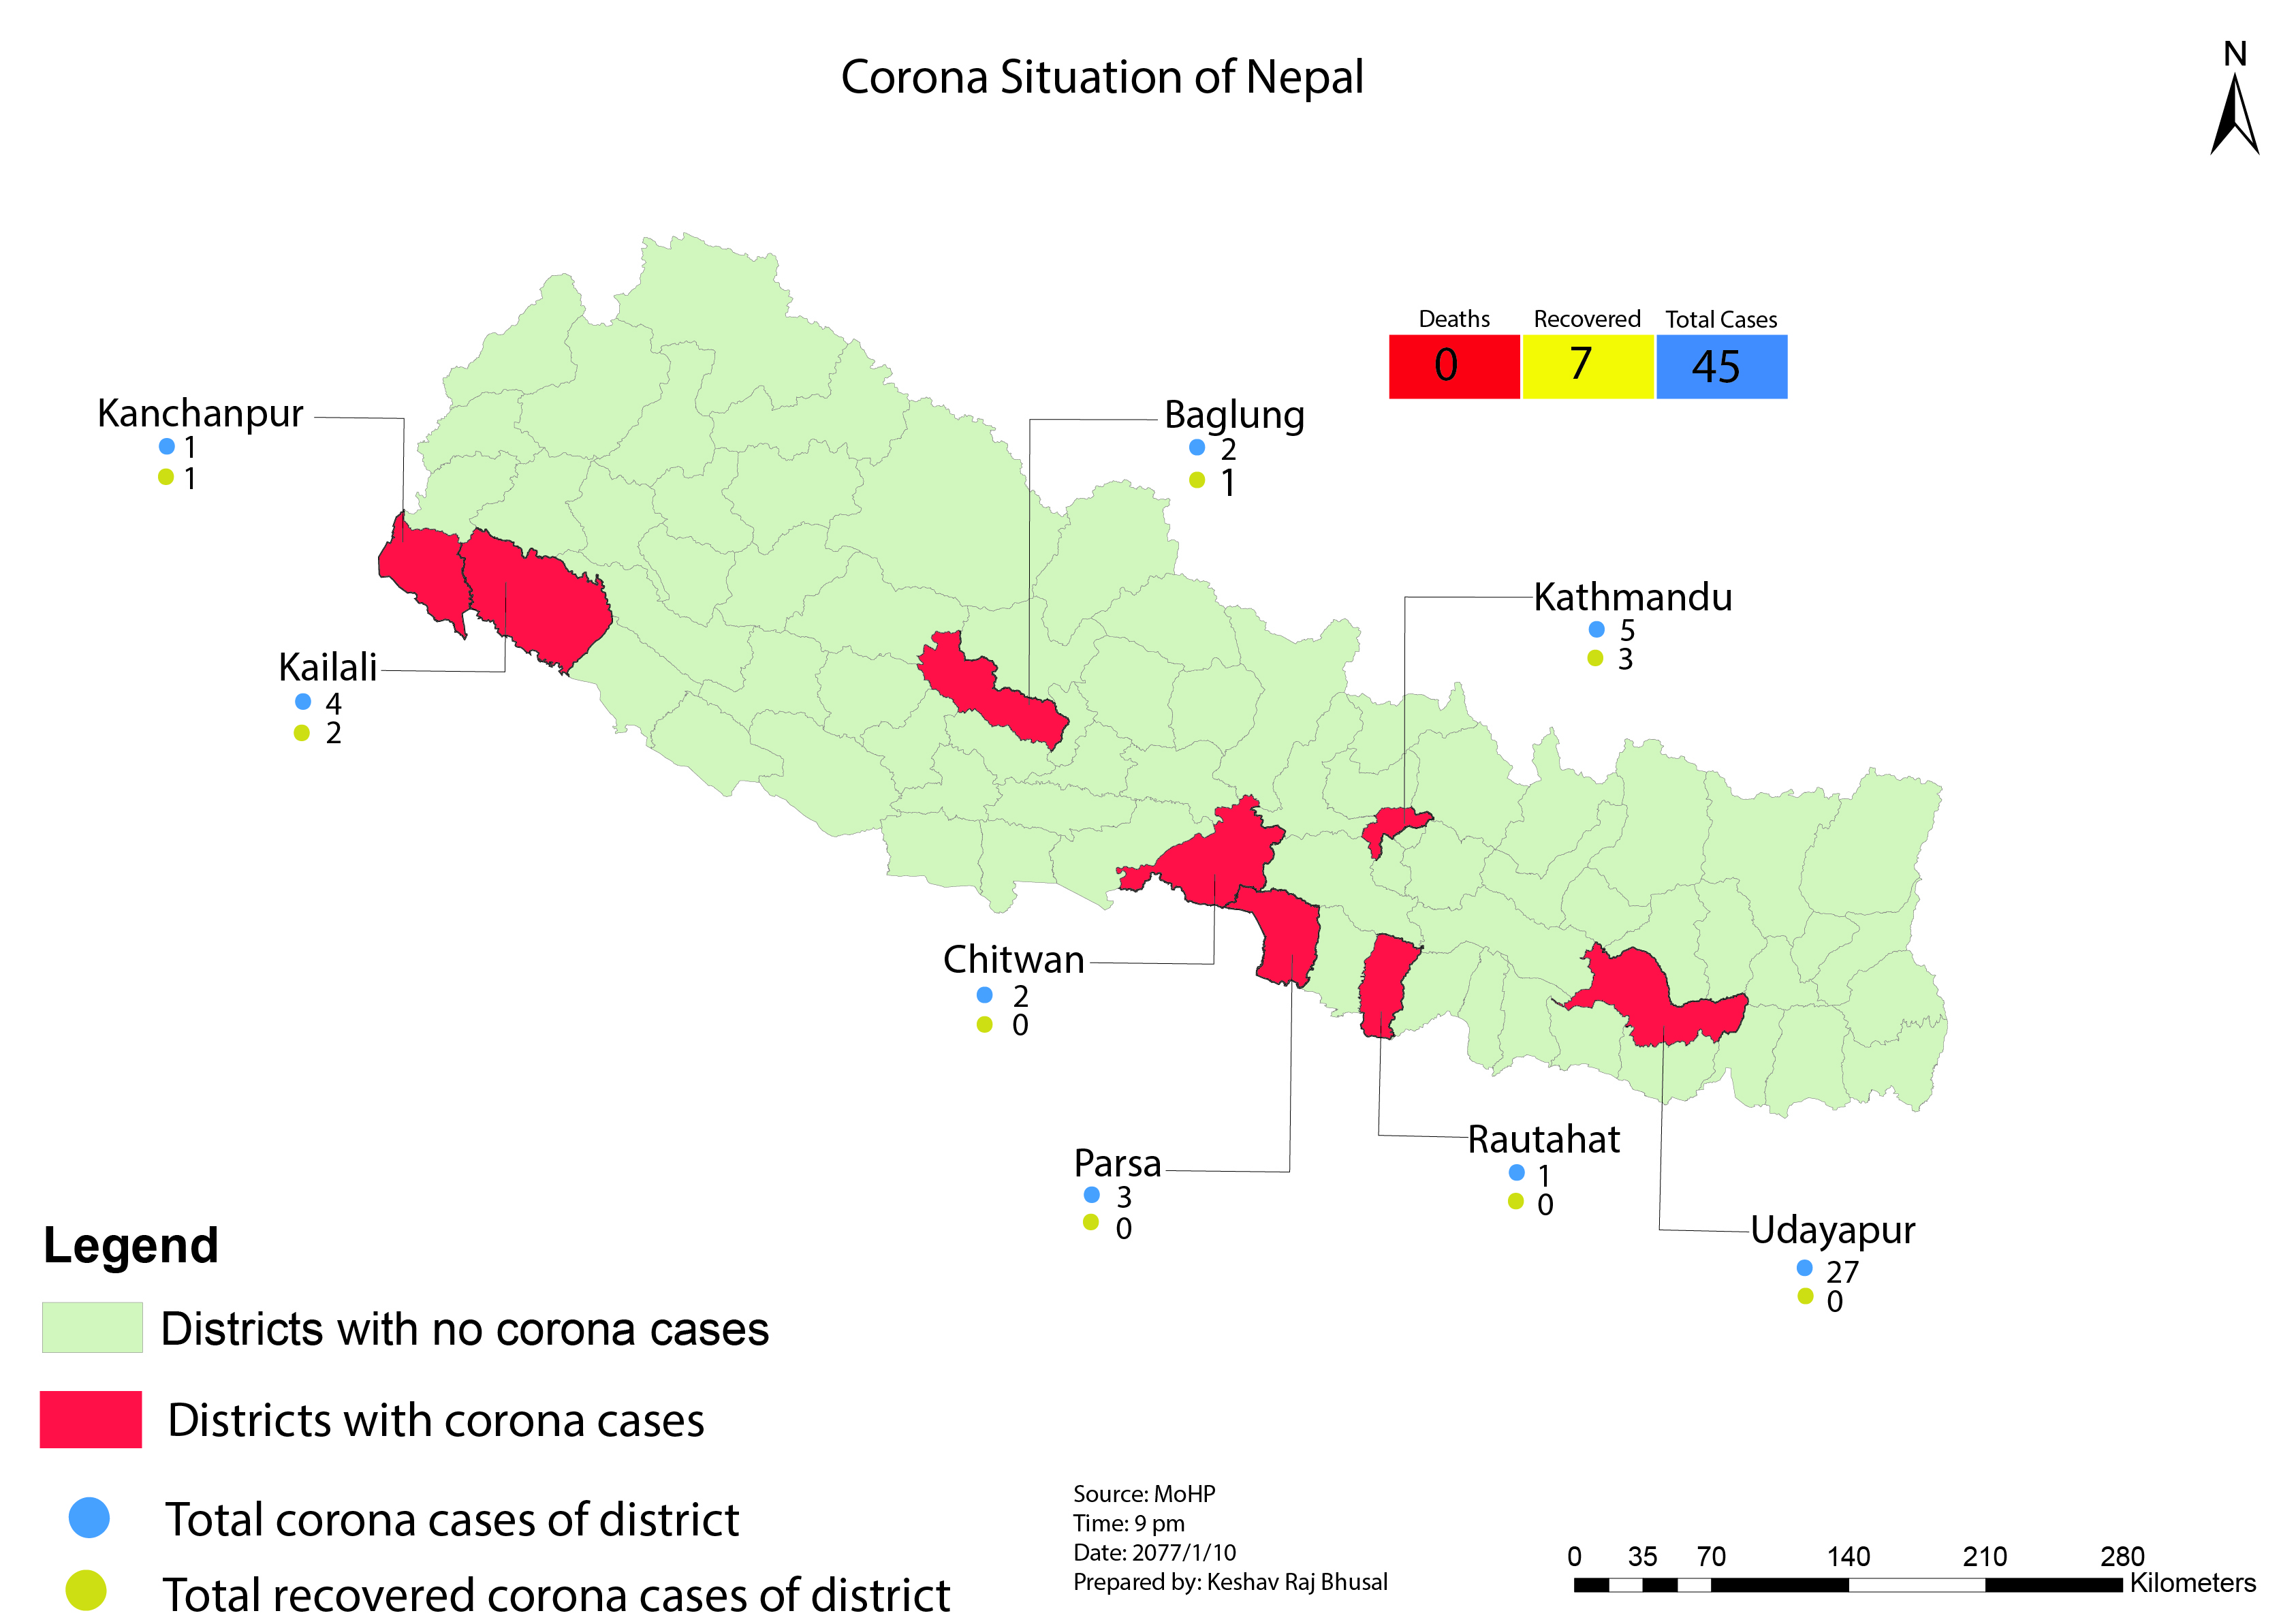 Corona Situation of Nepal
N
Deaths Recovered Total Cases
0 7 45
Kanchanpur
1
1
Baglung
2
1
Kathmandu
5
3
Kailali
4
2
Chitwan
2
0
Parsa
3
0
Rautahat
1
0
Udayapur
27
0
Legend
Districts with no corona cases
Districts with corona cases
Total corona cases of district
Total recovered corona cases of district
Source: MoHP
Time: 9 pm
Date: 2077/1/10
Prepared by: Keshav Raj Bhusal
0 35 70 140 210 280
Kilometers